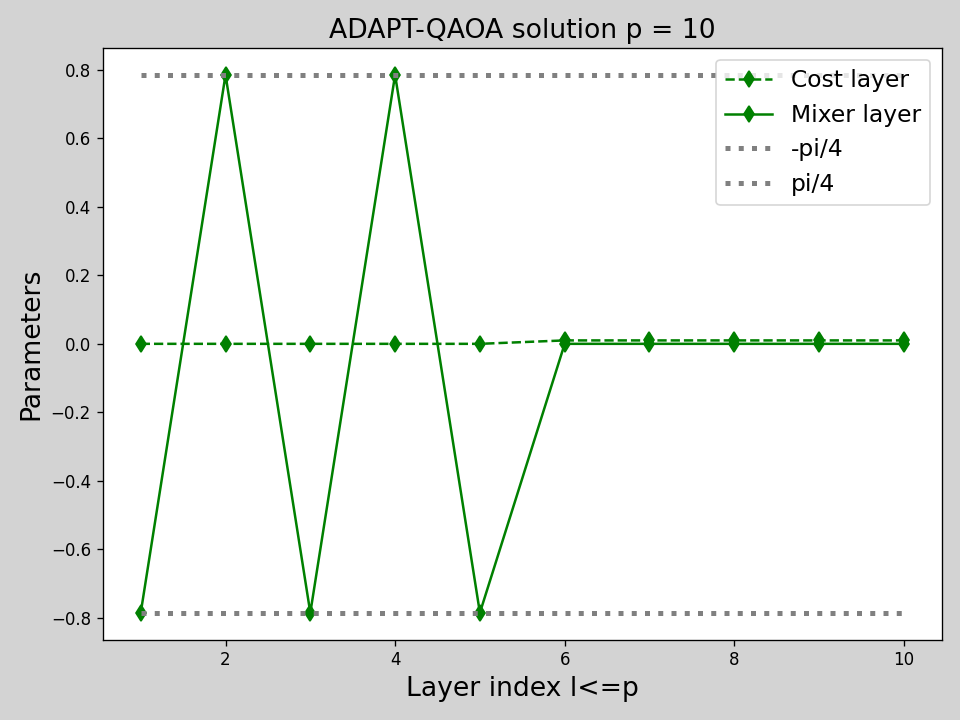 ADAPT-QAOA solution p = 10
Parameters
0.8
0.6
0.4
0.2
0.0
−0.2
−0.4
−0.6
−0.8
Cost layer
Mixer layer
-pi/4
pi/4
2
4
6
8
10
Layer index l<=p